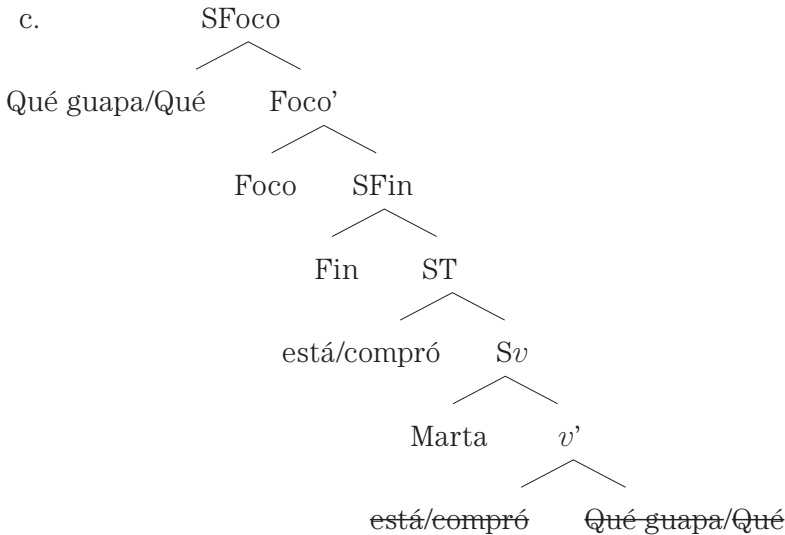 c. SFoco
Qué guapa/Qué Foco’
Foco SFin
Fin ST
está/compró Sv
Marta v’
está/compró Qué guapa/Qué